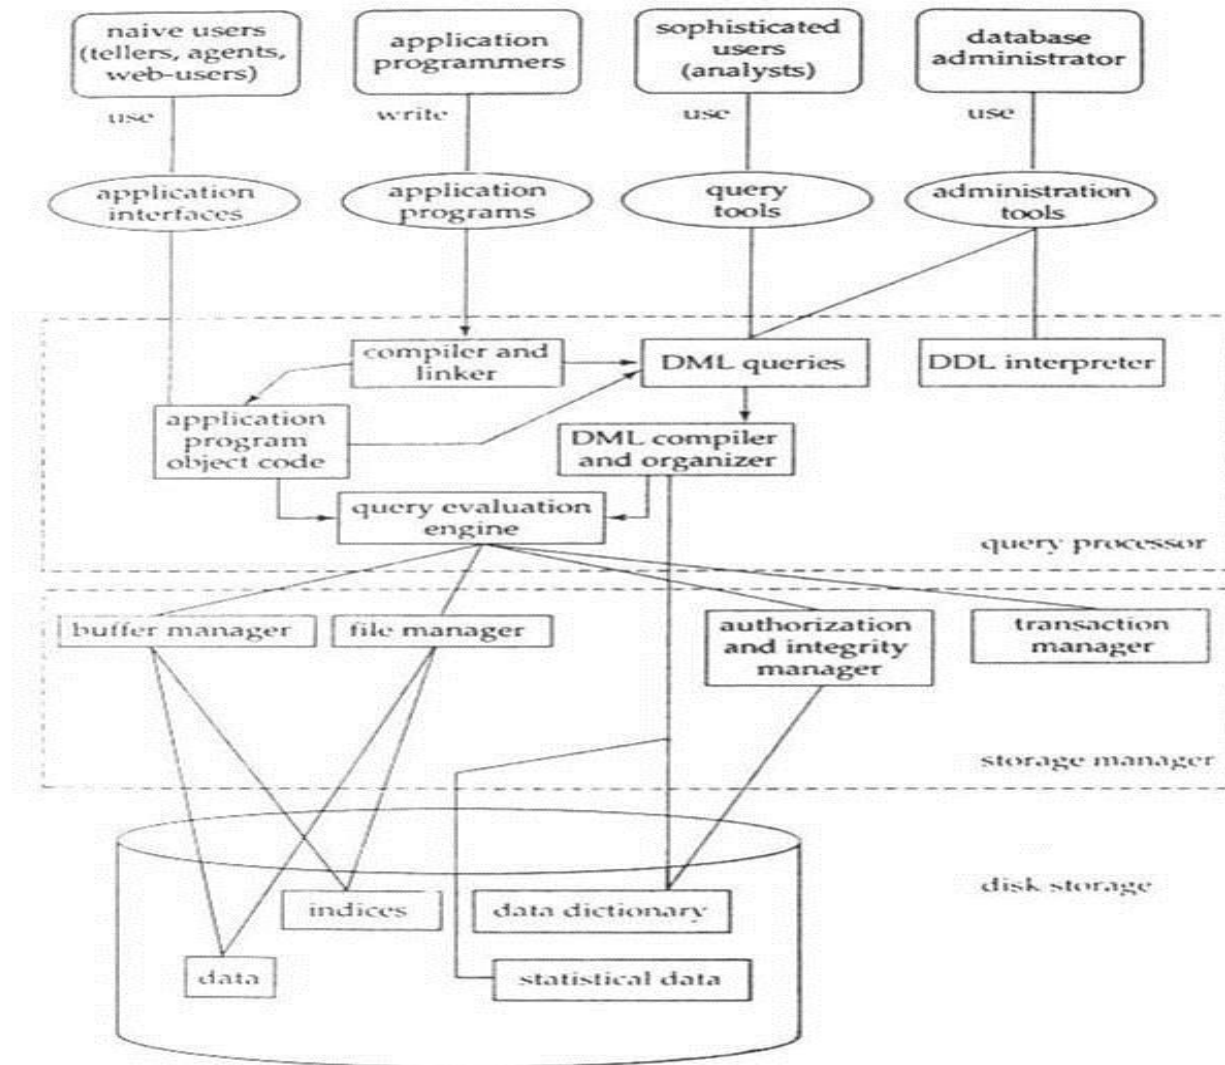 naive users
(tellers, agents,
web-users)
application
programmers
sophisticated
users
(analysts)
database
administrator
use
write
use
use
application
interfaces
application
programs
query
tools
administration
tools
compiler and
linker
DML queries
DDL interpreter
application
program
object code
DML compiler
and organizer
query evaluation
engine
query processor
buffer manager
file manager
authorization
and integrity
manager
transaction
manager
storage manager
disk storage
indices
data dictionary
data
statistical data